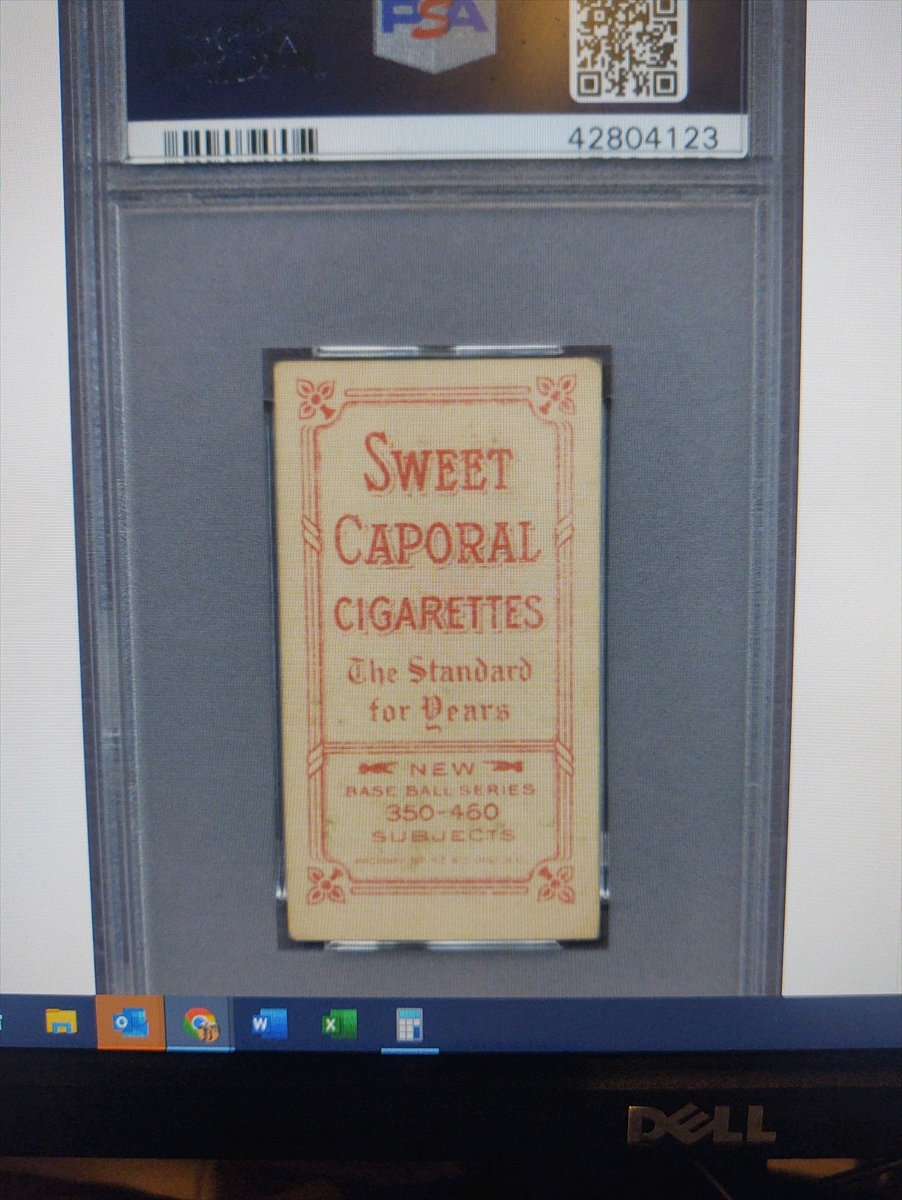 PSA
42804123
SWEET
CAPORAL
CIGARETTES
The Standard
for Years
NEW
BASE BALL SERIES
350-460
SUBJECTS
DELL